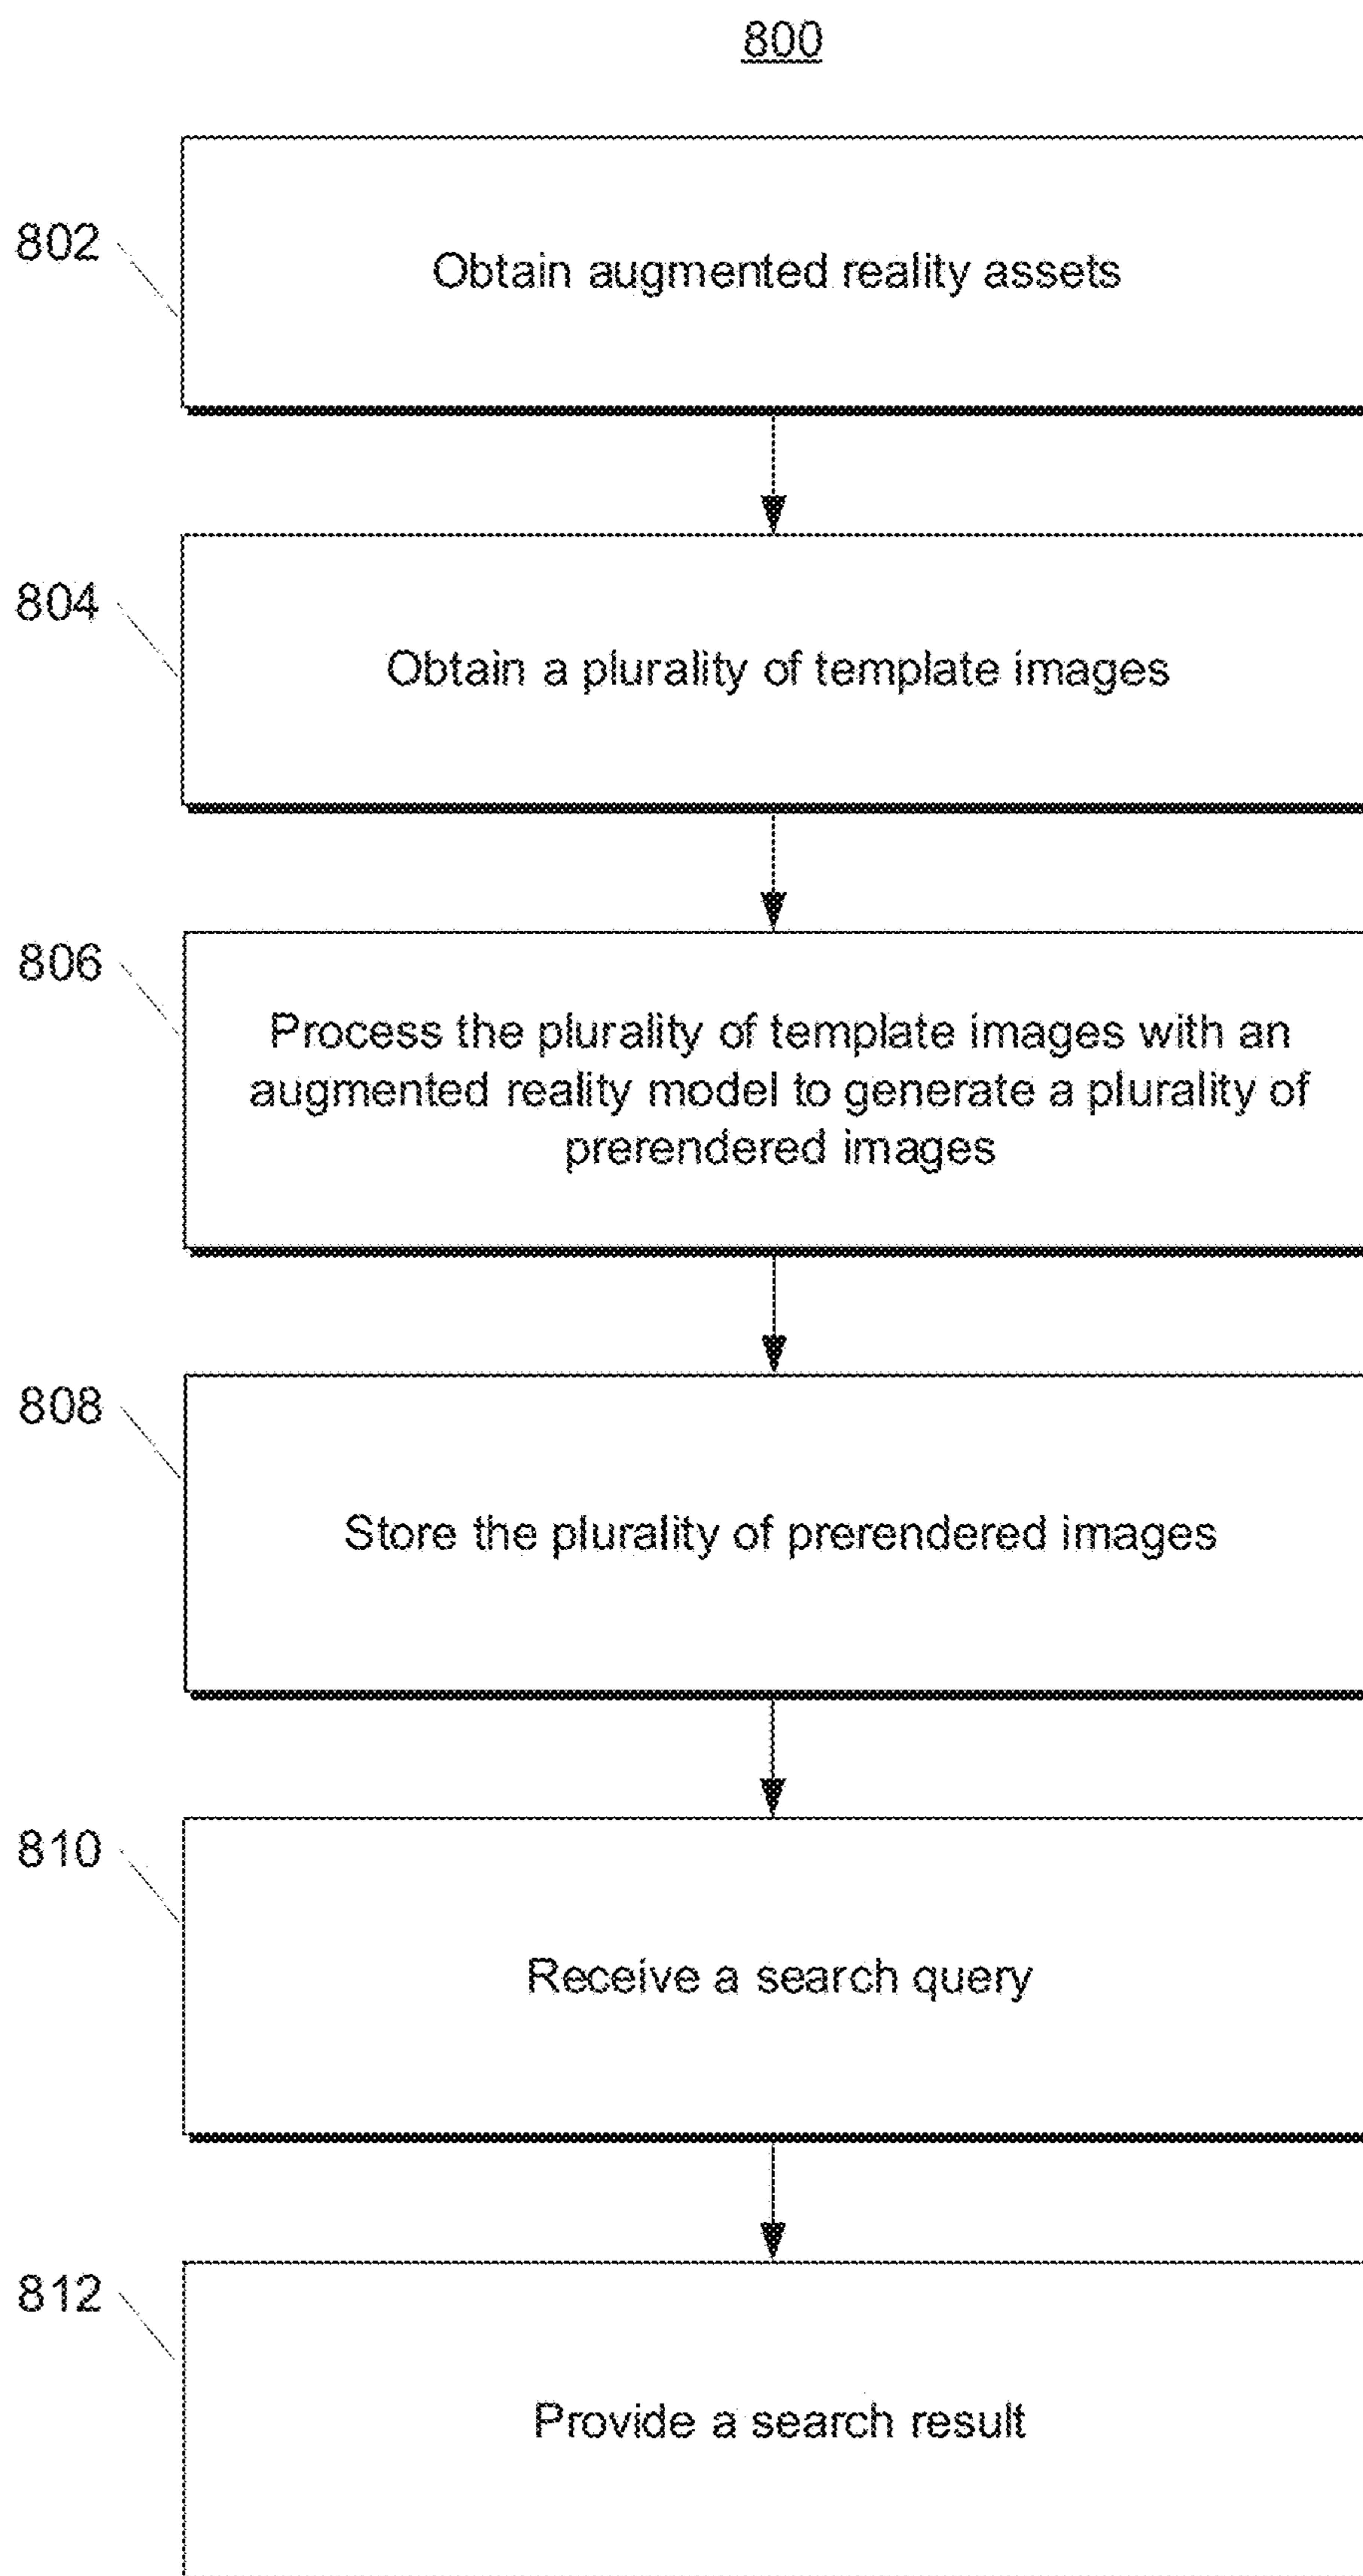 800
802
Obtain augmented reality assets
804
Obtain a plurality of template images
806
Process the plurality of template images with an
augmented reality model to generate a plurality of
prerendered images
808
Store the plurality of prerendered images
810
Receive a search query
812
Provide a search result